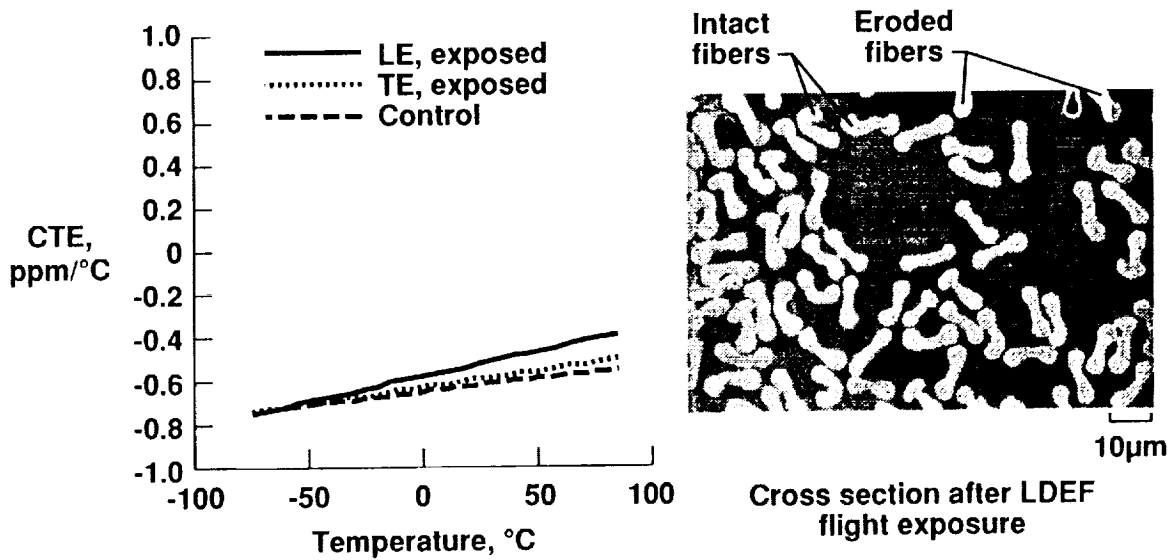 1.0
0.8
0.6
0.4
0.2
0
-0.2
-0.4
-0.6
-0.8
-1.0
CTE,
ppm/°C
LE, exposed
TE, exposed
Control
-100
-50
0
50
100
Temperature, °C
Intact
fibers
Eroded
fibers
10µm
Cross section after LDEF
flight exposure